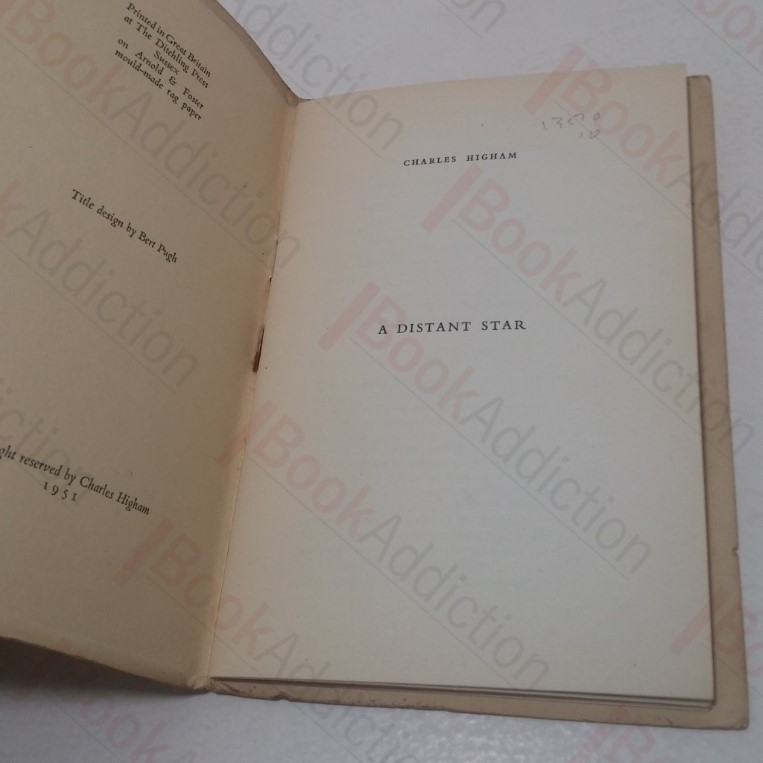 Printed in Great Britain
at The Ditchling Press
Sussex
on Arnold & Foster
mould-made rag paper
Title design by Bert Pugh
ght reserved by Charles Higham
1951
CHARLES HIGHAM
A DISTANT STAR
BookAddiction